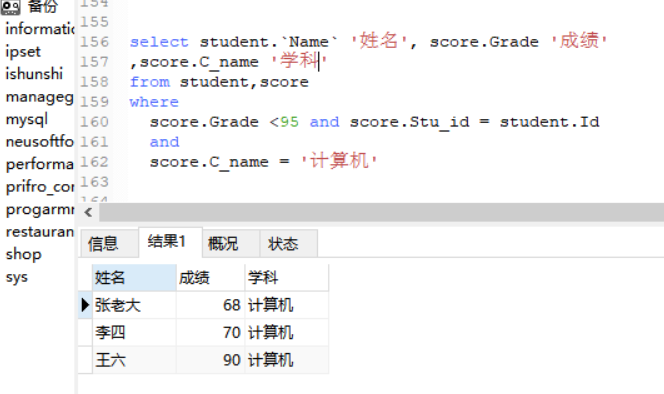 备份
informatic
ipset
ishunshi
manageg
mysql
neusoftfo
performa
prifro_cor
progarmr
restauran
shop
sys
154
155
156 select student.`Name` '姓名', score.Grade '成绩'
157 ,score.C_name '学科'
158 from student,score
159 where
160 score.Grade <95 and score.Stu_id = student.Id
161 and
162 score.C_name = '计算机'
163
164
信息 结果1 概况 状态
姓名 成绩 学科
张老大 68 计算机
李四 70 计算机
王六 90 计算机